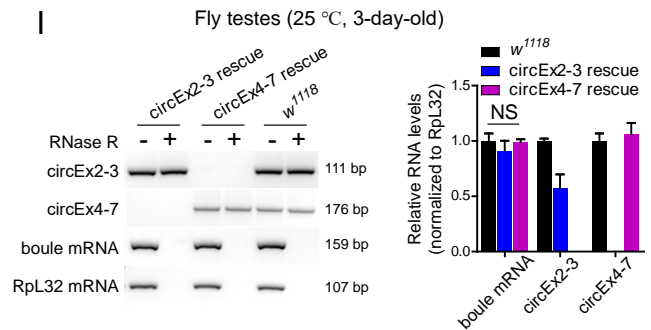 I
Fly testes (25 ℃, 3-day-old)
circEx2-3 rescue
circEx4-7 rescue
w1118
RNase R - + - + - +
circEx2-3 111 bp
circEx4-7 176 bp
boule mRNA 159 bp
RpL32 mRNA 107 bp
w1118
circEx2-3 rescue
circEx4-7 rescue
Relative RNA levels
(normalized to RpL32)
1.5
1.0
0.5
0.0
NS
boule mRNA
circEx2-3
circEx4-7